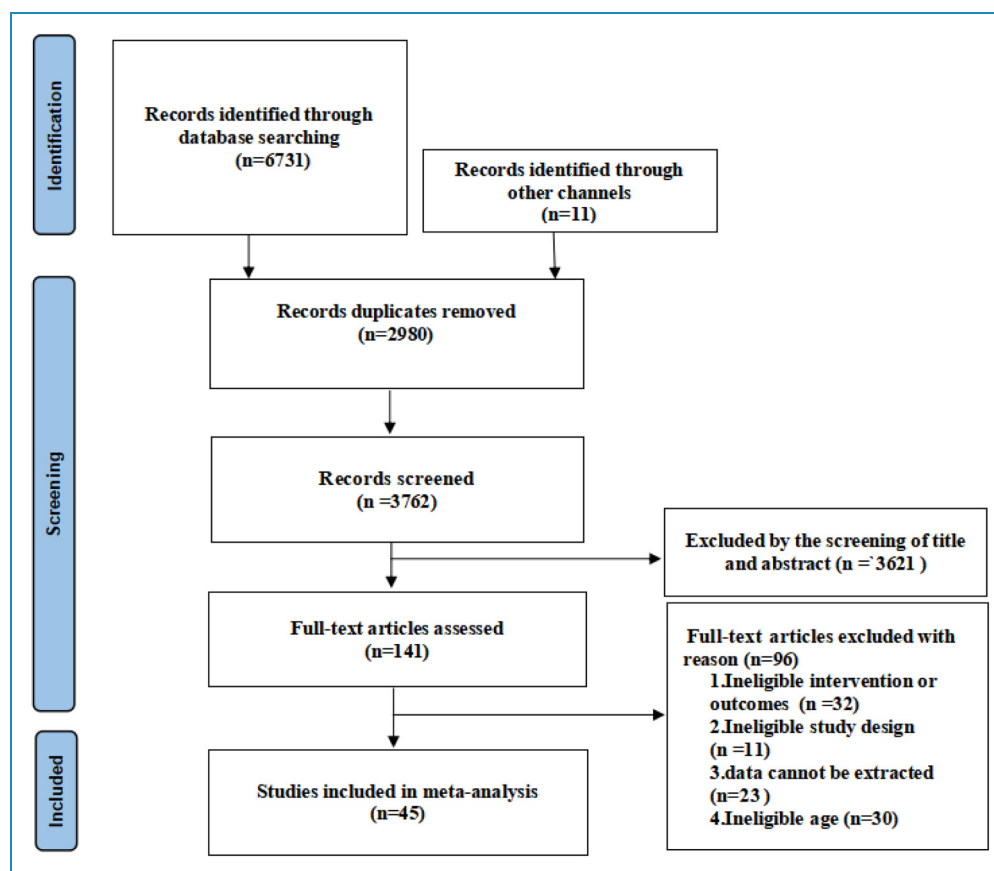 Identification
Records identified through
database searching
(n=6731)
Records identified through
other channels
(n=11)
Screening
Records duplicates removed
(n=2980)
Records screened
(n =3762)
Excluded by the screening of title
and abstract (n =`3621 )
Full-text articles assessed
(n=141)
Full-text articles excluded with
reason (n=96)
1.Ineligible intervention or
outcomes (n =32)
2.Ineligible study design
(n =11)
3.data cannot be extracted
(n=23 )
4.Ineligible age (n=30)
Included
Studies included in meta-analysis
(n=45)